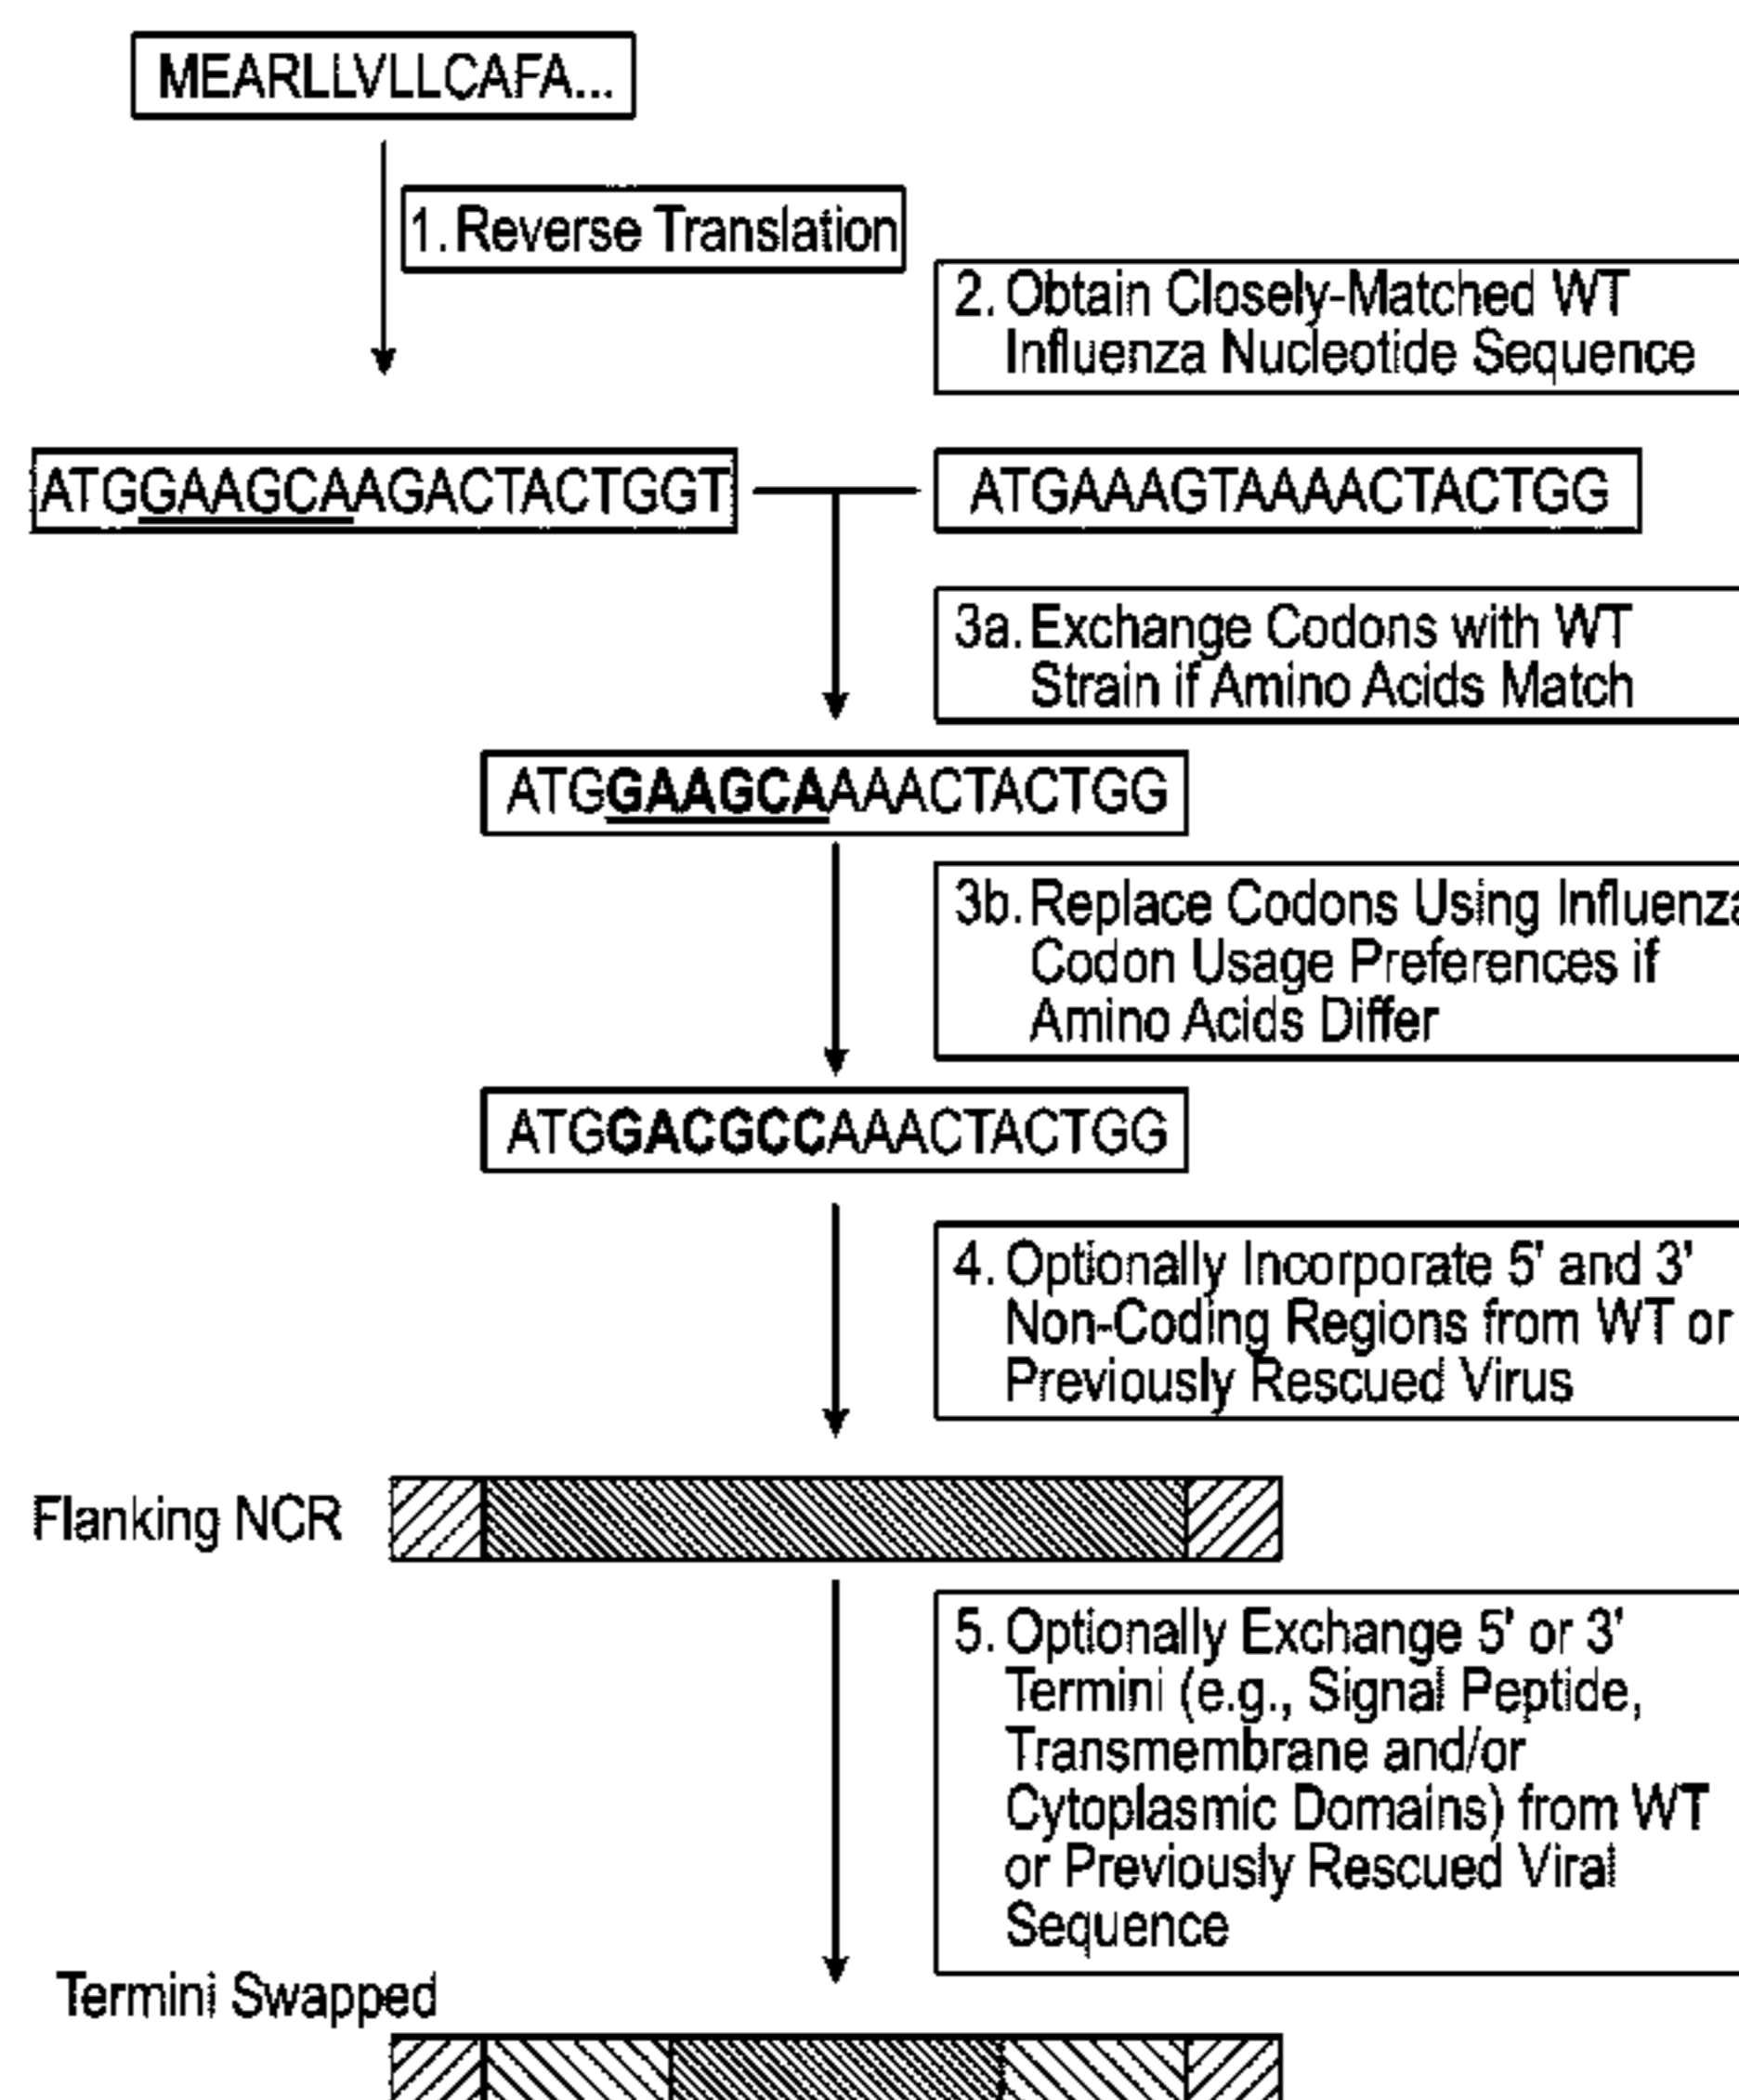 MEARLLVLLCAFA...
1. Reverse Translation
2. Obtain Closely-Matched WT
Influenza Nucleotide Sequence
ATGGAAGCAAGACTACTGGT
ATGAAAGTAAAACTACTGG
3a. Exchange Codons with WT
Strain if Amino Acids Match
ATGGAAGCAAAACTACTGG
3b. Replace Codons Using Influenza
Codon Usage Preferences if
Amino Acids Differ
ATGGACGCCAAACTACTGG
4. Optionally Incorporate 5' and 3'
Non-Coding Regions from WT or
Previously Rescued Virus
Flanking NCR
5. Optionally Exchange 5' or 3'
Termini (e.g., Signal Peptide,
Transmembrane and/or
Cytoplasmic Domains) from WT
or Previously Rescued Viral
Sequence
Termini Swapped